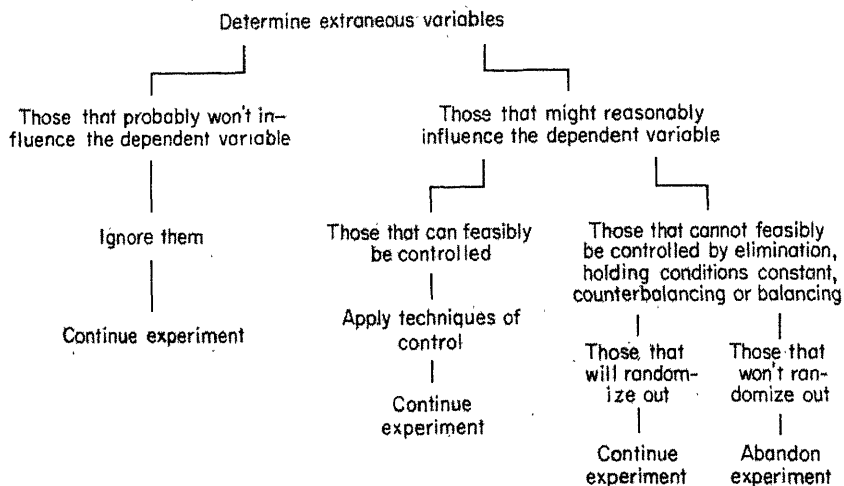 Determine extraneous variables
Those that probably won't in-
fluence the dependent variable
Those that might reasonably
influence the dependent variable
Ignore them
Continue experiment
Those that can feasibly
be controlled
Apply techniques of
control
Continue
experiment
Those that cannot feasibly
be controlled by elimination,
holding conditions constant,
counterbalancing or balancing
Those that
will random-
ize out
Continue
experiment
Those that
won't ran-
domize out
Abandon
experiment